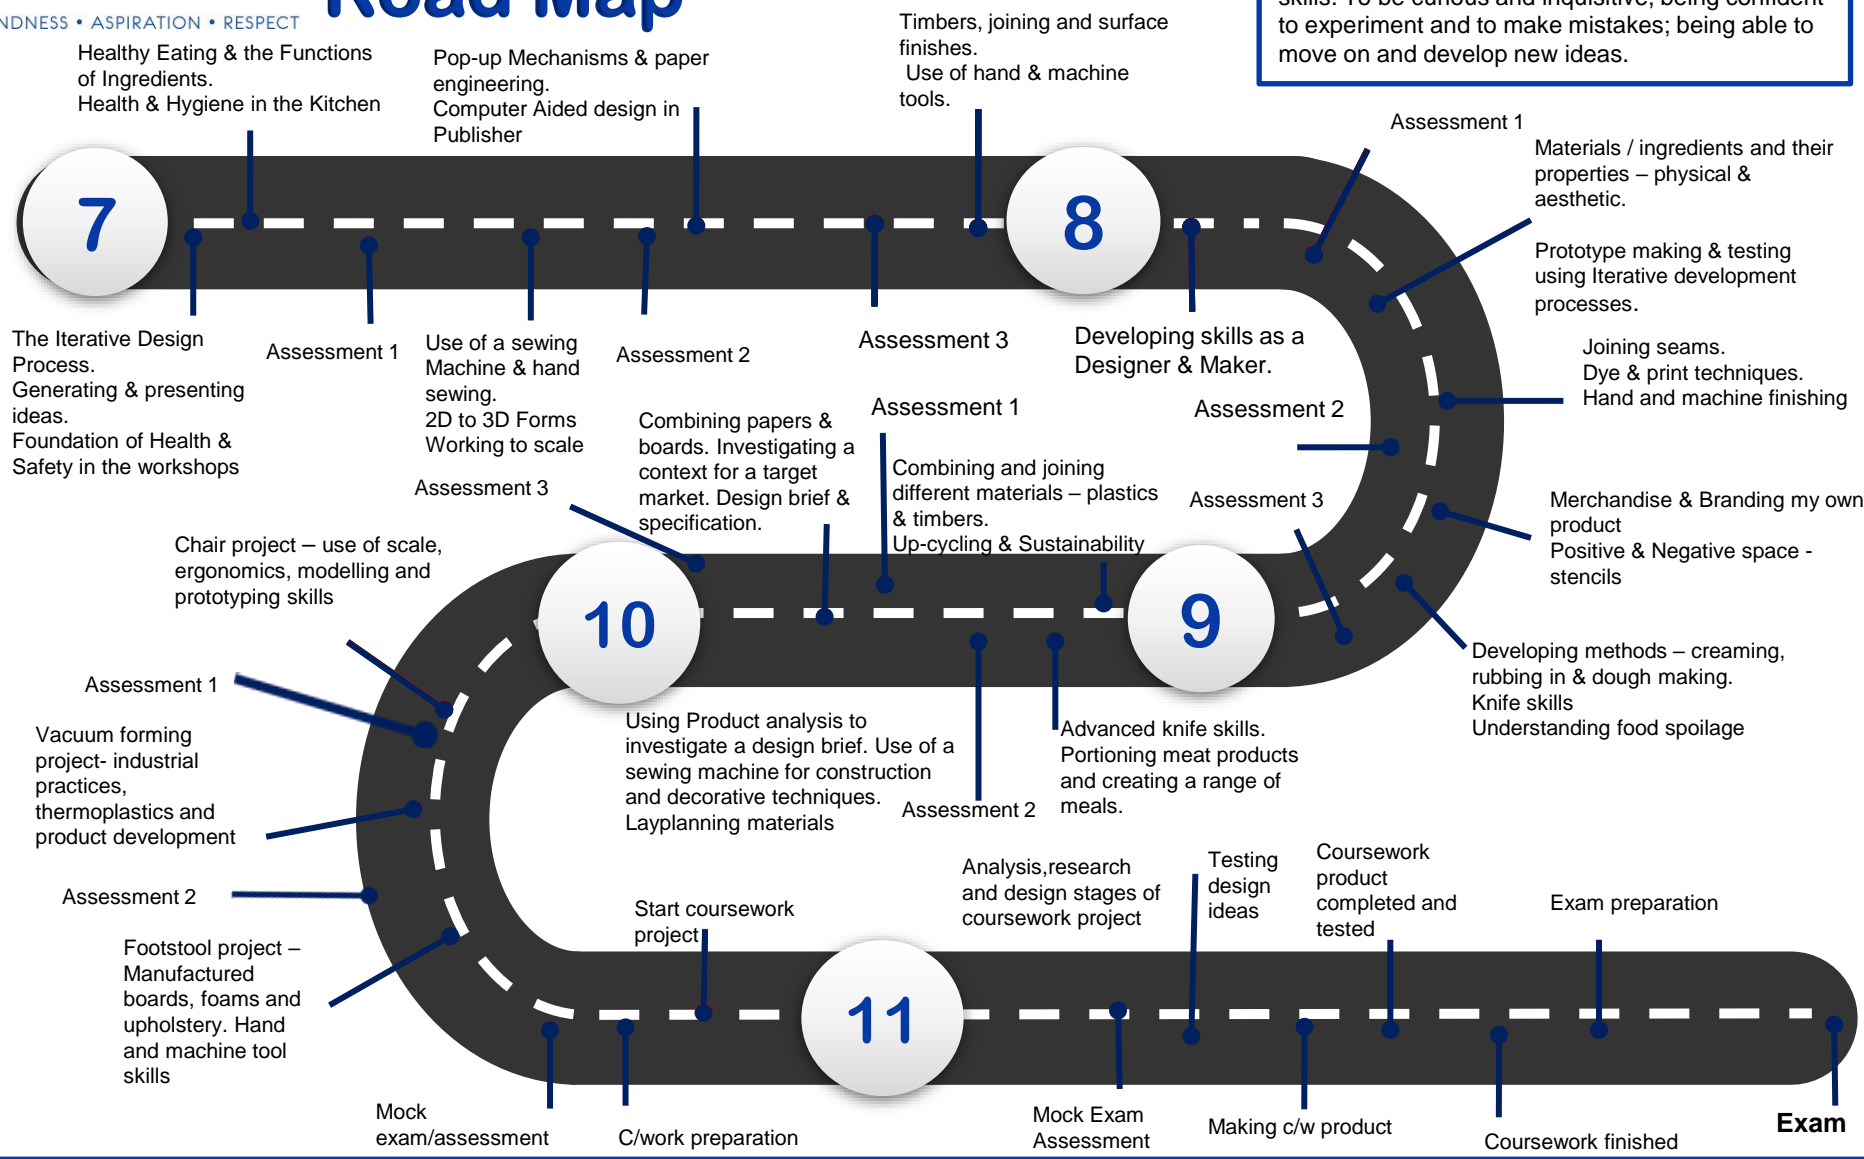 Road Map
• ASPIRATION • RESPECT
to experiment and to make mistakes; being able to
move on and develop new ideas.
Healthy Eating & the Functions
of Ingredients.
Health & Hygiene in the Kitchen
Pop-up Mechanisms & paper
engineering.
Computer Aided design in
Publisher
Timbers, joining and surface
finishes.
Use of hand & machine
tools.
Assessment 1
Materials / ingredients and their
properties – physical &
aesthetic.
Prototype making & testing
using Iterative development
processes.
7
8
The Iterative Design
Process.
Generating & presenting
ideas.
Foundation of Health &
Safety in the workshops
Assessment 1
Use of a sewing
Machine & hand
sewing.
2D to 3D Forms
Working to scale
Assessment 2
Assessment 3
Developing skills as a
Designer & Maker.
Joining seams.
Dye & print techniques.
Hand and machine finishing
Assessment 2
Merchandise & Branding my own
product
Positive & Negative space -
stencils
Assessment 3
Developing methods – creaming,
rubbing in & dough making.
Knife skills
Understanding food spoilage
9
Combining and joining
different materials – plastics
& timbers.
Up-cycling & Sustainability
Advanced knife skills.
Portioning meat products
and creating a range of
meals.
Assessment 1
Assessment 2
Combining papers &
boards. Investigating a
context for a target
market. Design brief &
specification.
Using Product analysis to
investigate a design brief. Use of a
sewing machine for construction
and decorative techniques.
Layplanning materials
Assessment 3
10
Chair project – use of scale,
ergonomics, modelling and
prototyping skills
Assessment 1
Vacuum forming
project- industrial
practices,
thermoplastics and
product development
Assessment 2
Footstool project –
Manufactured
boards, foams and
upholstery. Hand
and machine tool
skills
Mock
exam/assessment
C/work preparation
Start coursework
project
11
Analysis,research
and design stages of
coursework project
Mock Exam
Assessment
Testing
design
ideas
Making c/w product
Coursework
product
completed and
tested
Coursework finished
Exam preparation
Exam